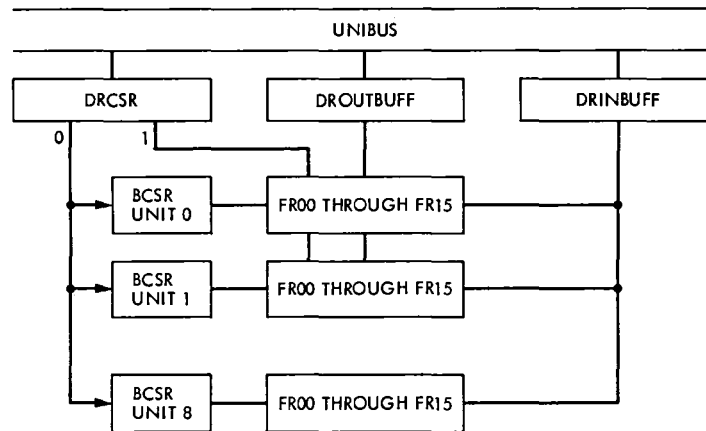 UNIBUS
DRCSR
DROUTBUFF
DRINBUFF
0
1
BCSR
UNIT 0
FR00 THROUGH FR15
BCSR
UNIT 1
FR00 THROUGH FR15
BCSR
UNIT 8
FR00 THROUGH FR15